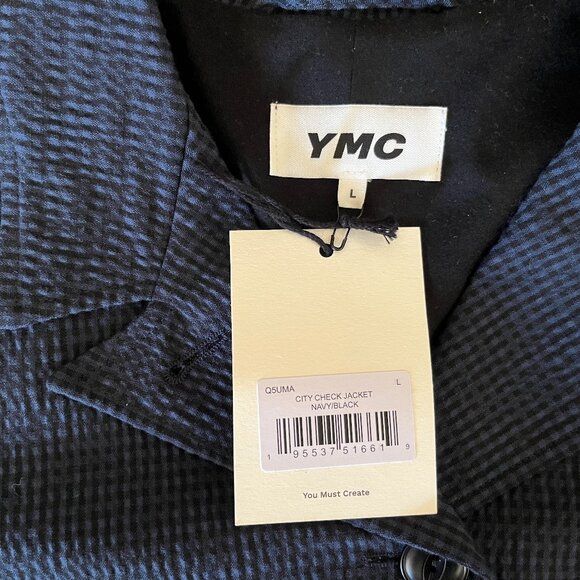 YMC
L
Q5UMA L
CITY CHECK JACKET
NAVY/BLACK
1 95537 51661 9
You Must Create